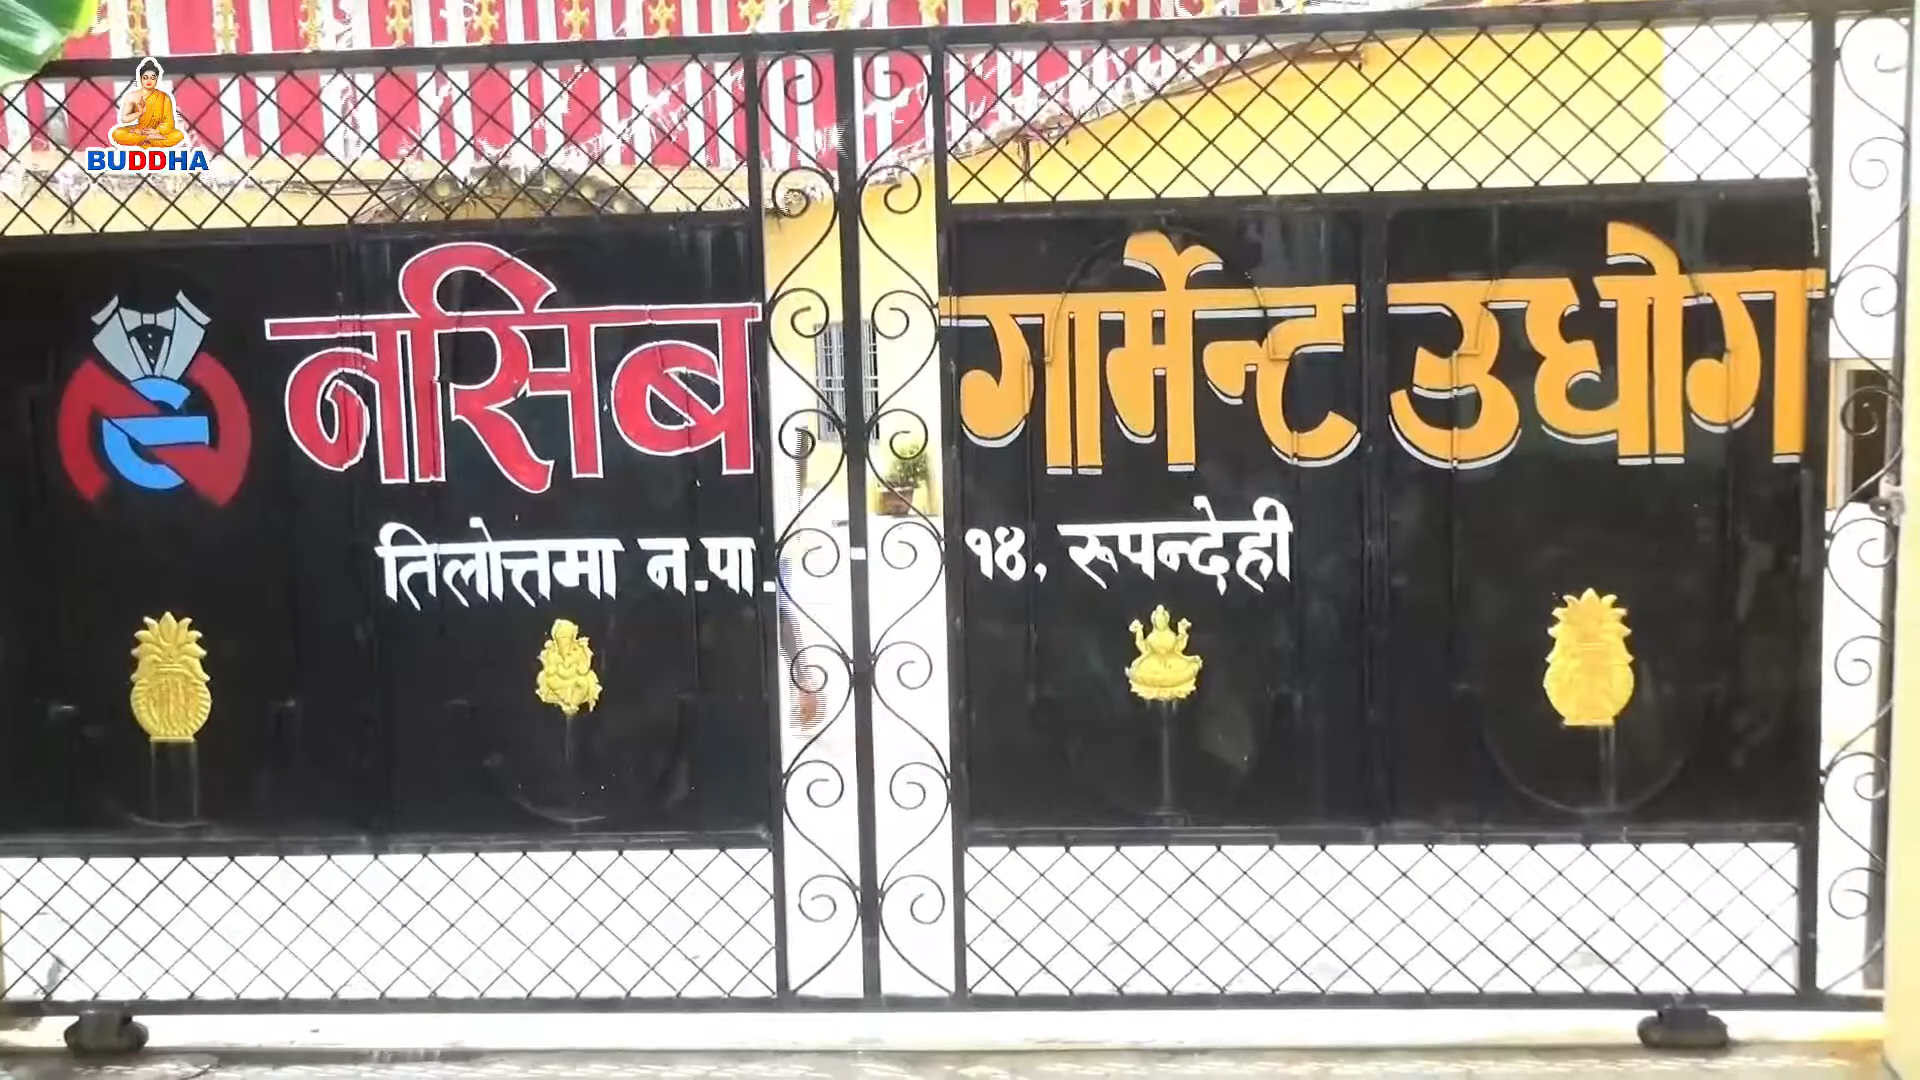 BUDDHA
नसिब गार्मेन्ट उधोग
तिलोत्तमा न.पा. - १४, रूपन्देही